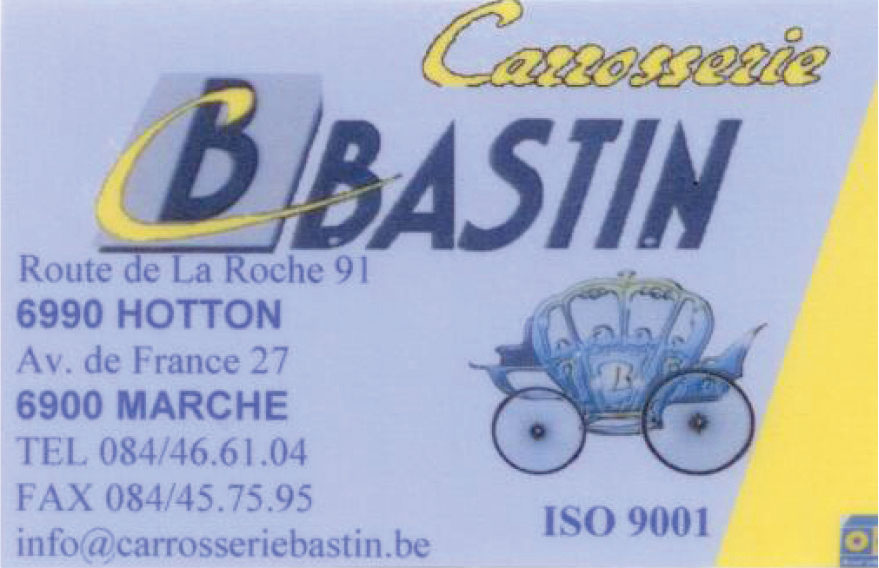 Carrosserie
CB BASTIN
Route de La Roche 91
6990 HOTTON
Av. de France 27
6900 MARCHE
TEL 084/46.61.04
FAX 084/45.75.95
info@carrosseriebastin.be
B
ISO 9001